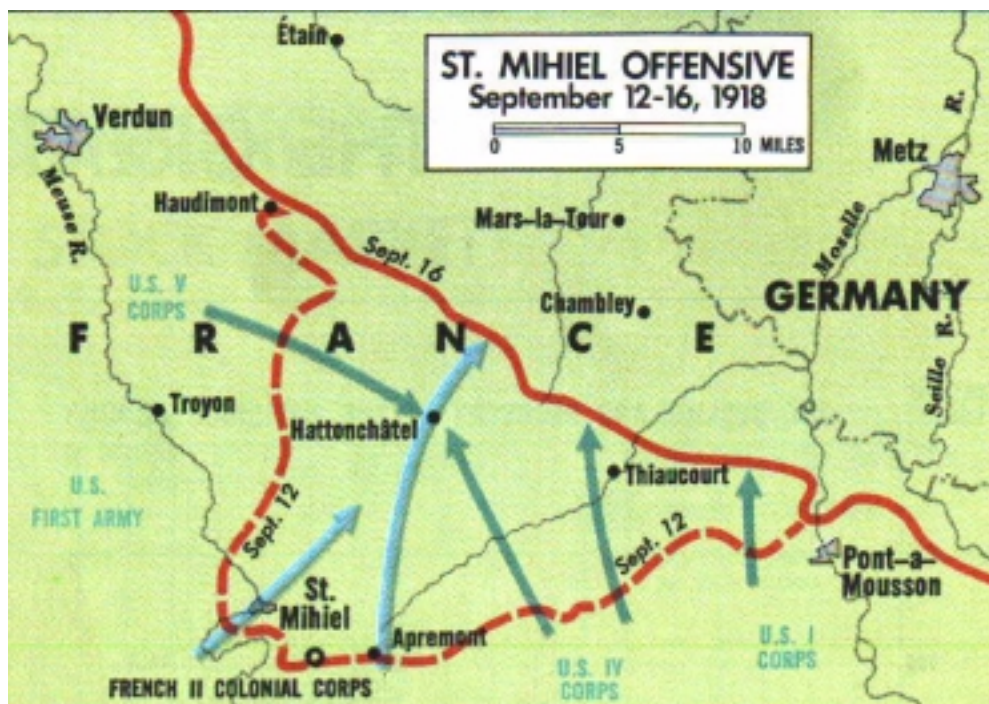 Étain
ST. MIHIEL OFFENSIVE
September 12-16, 1918
0 5 10 MILES
Verdun
Metz
Meuse R.
Haudimont
Mars-la-Tour
Moselle
R.
Sept. 16
U.S. V
CORPS
Chambley
GERMANY
FRANCE
Seille R.
Troyon
Hattonchâtel
U.S.
FIRST ARMY
Thiaucourt
Sept. 12
Sept. 12
Pont-a-
Mousson
St.
Mihiel
Apremont
U.S. I
CORPS
U.S. IV
CORPS
FRENCH II COLONIAL CORPS